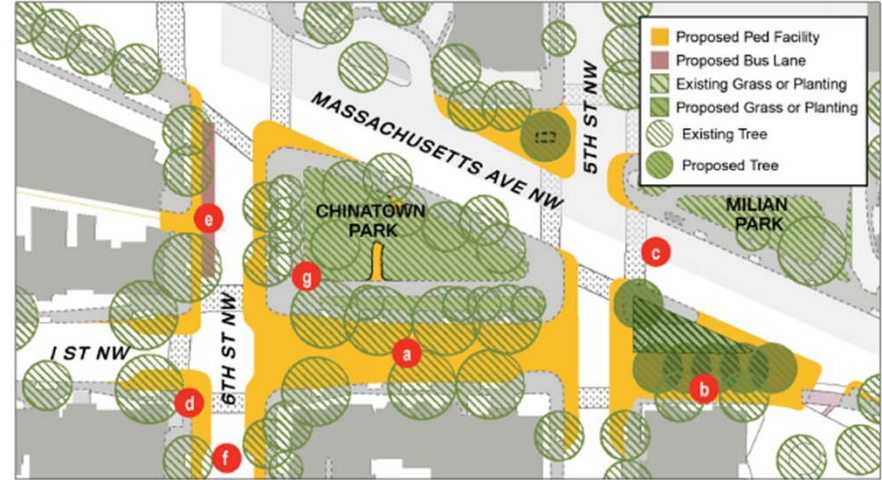 Proposed Ped Facility
Proposed Bus Lane
Existing Grass or Planting
Proposed Grass or Planting
Existing Tree
Proposed Tree
MASSACHUSETTS AVE NW
5TH ST NW
CHINATOWN
PARK
MILIAN
PARK
e
c
g
6TH ST NW
I ST NW
a
b
d
f